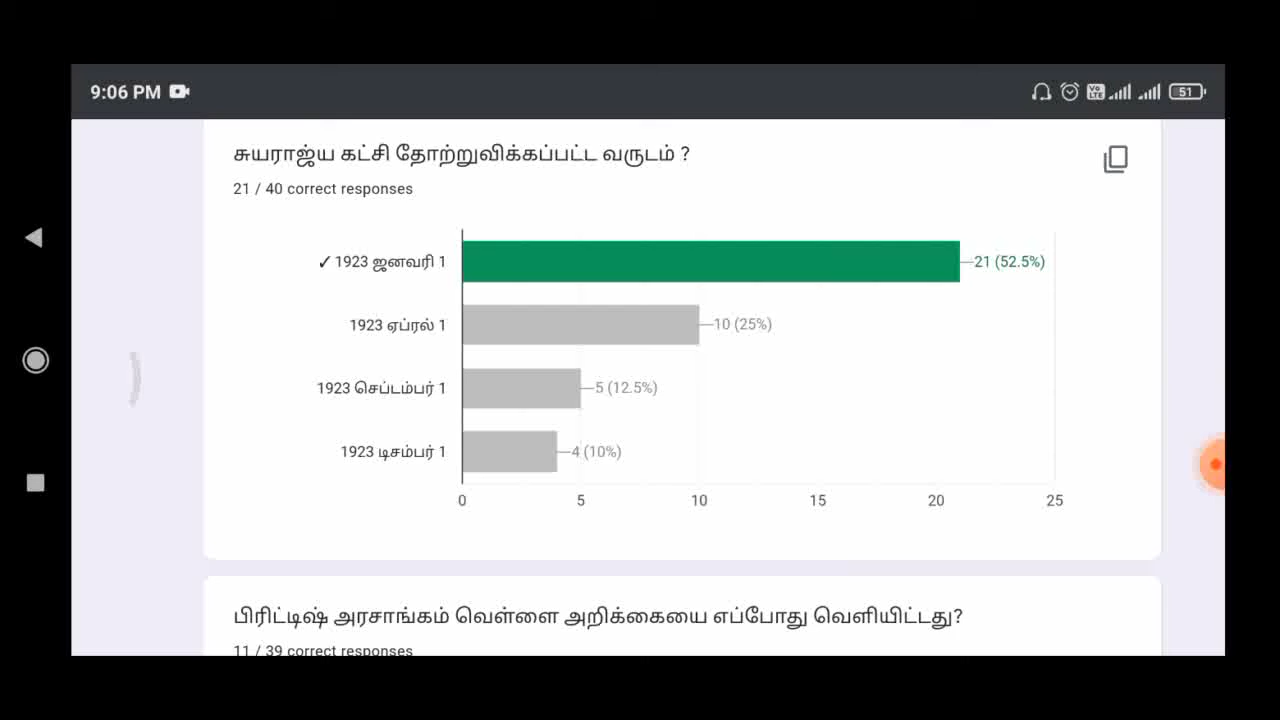 9:06 PM
Vo LTE
51
சுயராஜ்ய கட்சி தோற்றுவிக்கப்பட்ட வருடம் ?
21 / 40 correct responses
✓ 1923 ஜனவரி 1
21 (52.5%)
1923 ஏப்ரல் 1
10 (25%)
1923 செப்டம்பர் 1
5 (12.5%)
1923 டிசம்பர் 1
4 (10%)
0 5 10 15 20 25
பிரிட்டிஷ் அரசாங்கம் வெள்ளை அறிக்கையை எப்போது வெளியிட்டது?
11 / 39 correct responses